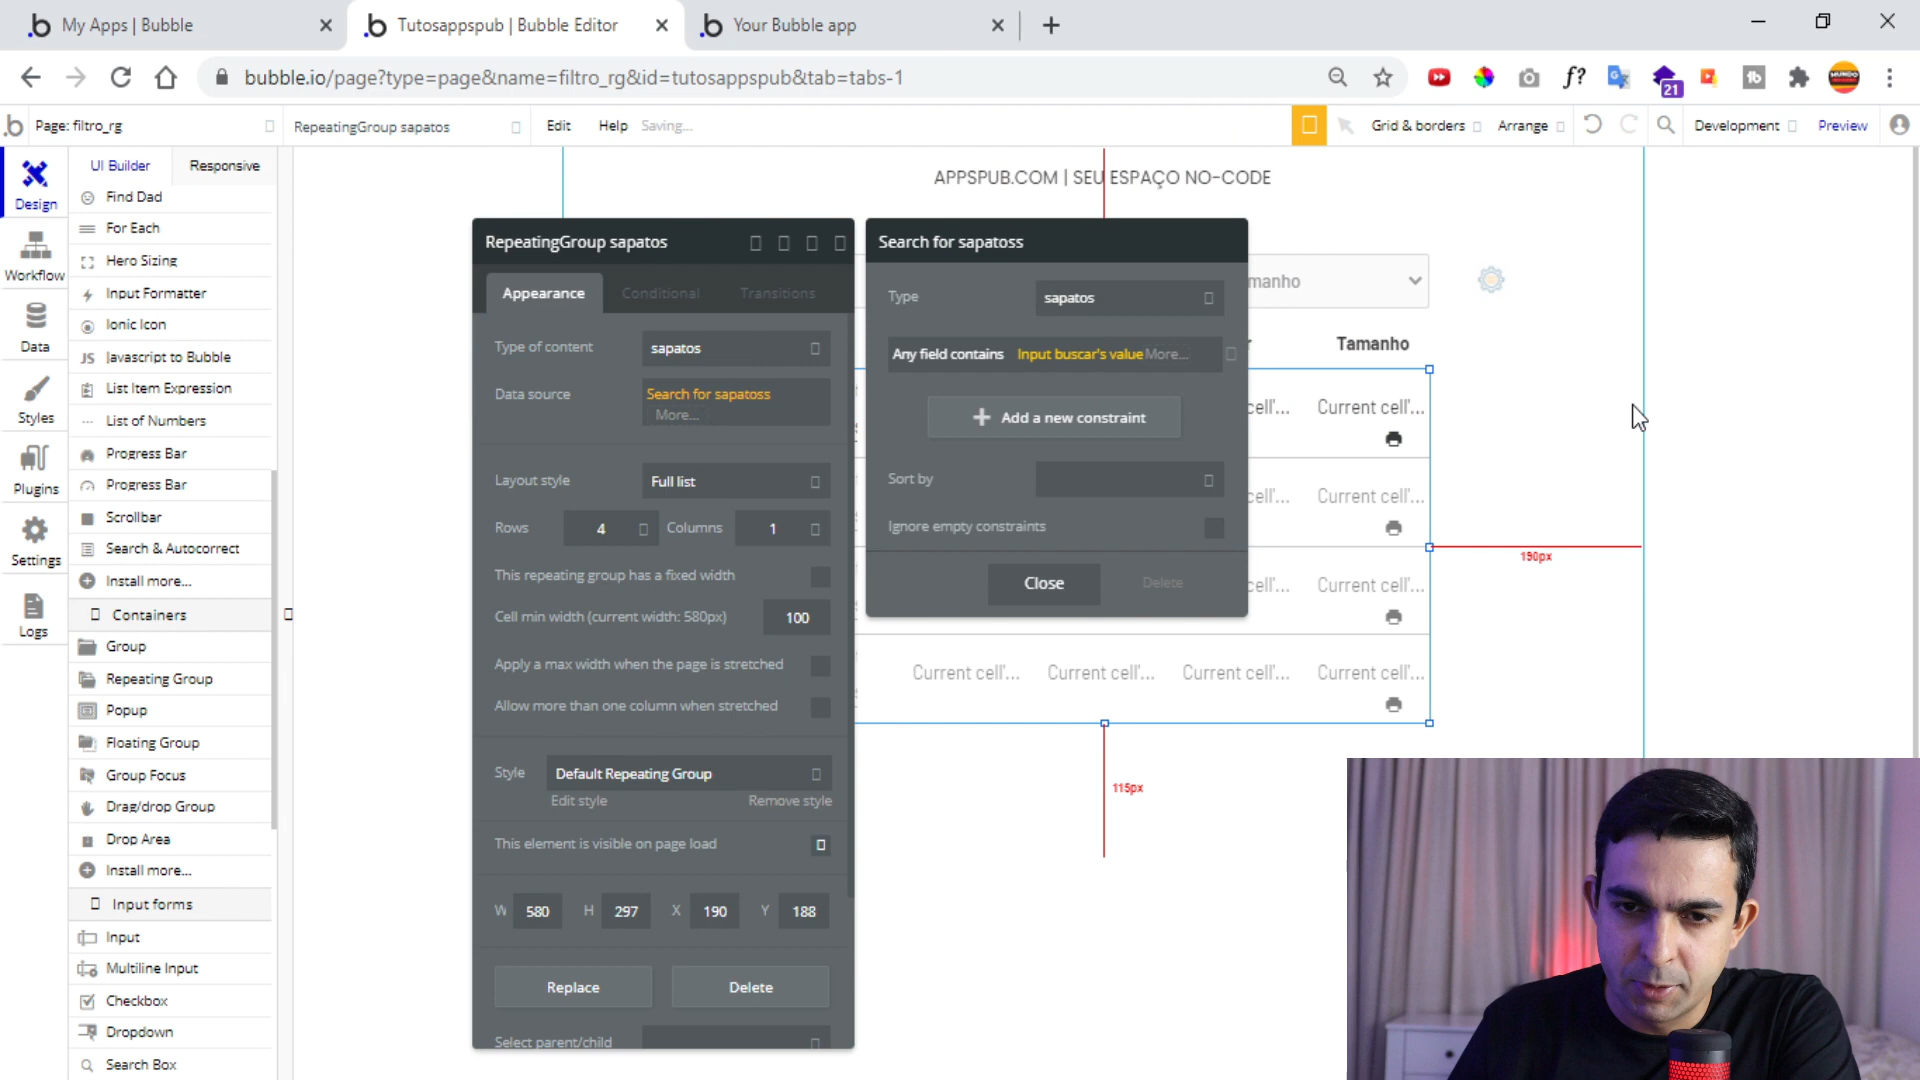 My Apps | Bubble
Tutosappspub | Bubble Editor
Your Bubble app
bubble.io/page?type=page&name=filtro_rg&id=tutosappspub&tab=tabs-1
f?
21
Page: filtro_rg
RepeatingGroup sapatos
Edit
Help
Saving...
Grid & borders
Arrange
Development
Preview
Design
Workflow
Data
Styles
Plugins
Settings
Logs
UI Builder
Responsive
Find Dad
For Each
Hero Sizing
Input Formatter
Ionic Icon
JS Javascript to Bubble
List Item Expression
List of Numbers
Progress Bar
Progress Bar
Scrollbar
Search & Autocorrect
Install more...
Containers
Group
Repeating Group
Popup
Floating Group
Group Focus
Drag/drop Group
Drop Area
Install more...
Input forms
Input
Multiline Input
Checkbox
Dropdown
Search Box
APPSPUB.COM | SEU ESPAÇO NO-CODE
RepeatingGroup sapatos
Appearance
Conditional
Transitions
Type of content
sapatos
Data source
Search for sapatoss
More...
Layout style
Full list
Rows
4
Columns
1
This repeating group has a fixed width
Cell min width (current width: 580px)
100
Apply a max width when the page is stretched
Allow more than one column when stretched
Style
Default Repeating Group
Edit style
Remove style
This element is visible on page load
W 580 H 297 X 190 Y 188
Replace
Delete
Select parent/child
Search for sapatoss
Type
sapatos
Any field contains Input buscar's value More...
Add a new constraint
Sort by
Ignore empty constraints
Close
Delete
manho
Tamanho
cell'... Current cell'...
cell'... Current cell'...
cell'... Current cell'...
Current cell'... Current cell'... Current cell'... Current cell'...
190px
115px